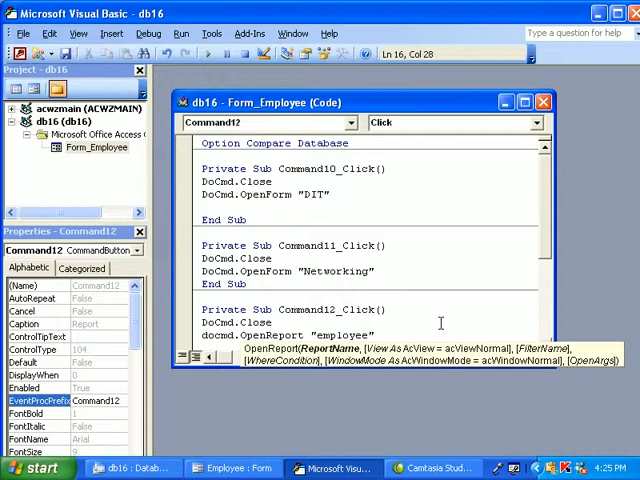 Microsoft Visual Basic - db16
File Edit View Insert Debug Run Tools Add-Ins Window Help
Type a question for help
Ln 16, Col 28
Project - db16
acwzmain (ACWZMAIN)
db16 (db16)
Microsoft Office Access C
Form_Employee
Properties - Command12
Command12 CommandButton
Alphabetic Categorized
(Name) Command12
AutoRepeat False
Cancel False
Caption Report
ControlTipText
ControlType 104
Default False
DisplayWhen 0
Enabled True
EventProcPrefix Command12
FontBold 1
FontItalic False
FontName Arial
FontSize 9
FontUnderline False
db16 - Form_Employee (Code)
Command12 Click
Option Compare Database
Private Sub Command10_Click()
DoCmd.Close
DoCmd.OpenForm "DIT"
End Sub
Private Sub Command11_Click()
DoCmd.Close
DoCmd.OpenForm "Networking"
End Sub
Private Sub Command12_Click()
DoCmd.Close
docmd.OpenReport "employee"
OpenReport(ReportName, [View As AcView = acViewNormal], [FilterName],
[WhereCondition], [WindowMode As AcWindowMode = acWindowNormal], [OpenArgs])
start
db16 : Datab...
Employee : Form
Microsoft Visu...
Camtasia Stud...
4:25 PM